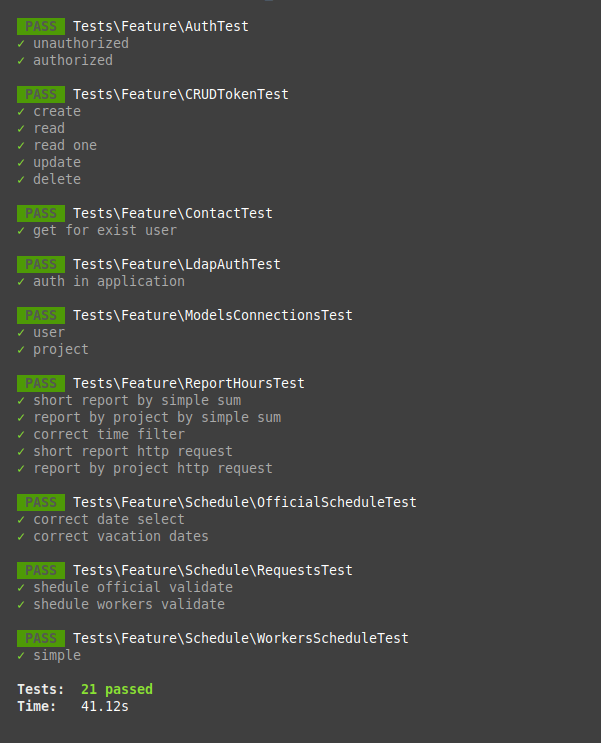 PASS Tests\Feature\AuthTest
✓ unauthorized
✓ authorized
PASS Tests\Feature\CRUDTokenTest
✓ create
✓ read
✓ read one
✓ update
✓ delete
PASS Tests\Feature\ContactTest
✓ get for exist user
PASS Tests\Feature\LdapAuthTest
✓ auth in application
PASS Tests\Feature\ModelsConnectionsTest
✓ user
✓ project
PASS Tests\Feature\ReportHoursTest
✓ short report by simple sum
✓ report by project by simple sum
✓ correct time filter
✓ short report http request
✓ report by project http request
PASS Tests\Feature\Schedule\OfficialScheduleTest
✓ correct date select
✓ correct vacation dates
PASS Tests\Feature\Schedule\RequestsTest
✓ shedule official validate
✓ shedule workers validate
PASS Tests\Feature\Schedule\WorkersScheduleTest
✓ simple
Tests: 21 passed
Time: 41.12s